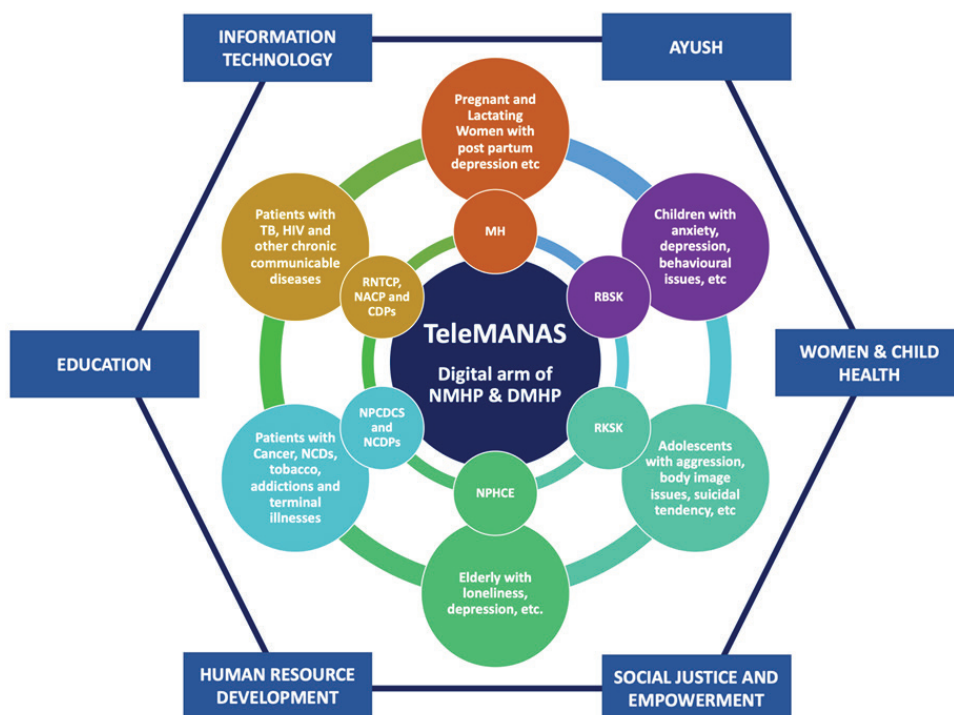 INFORMATION
TECHNOLOGY
AYUSH
Pregnant and
Lactating
Women with
post partum
depression etc
MH
Patients with
TB, HIV and
other chronic
communicable
diseases
RNTCP,
NACP and
CDPs
Children with
anxiety,
depression,
behavioural
issues, etc
RBSK
TeleMANAS
Digital arm of
NMHP & DMHP
EDUCATION
WOMEN & CHILD
HEALTH
NPCDCS
and
NCDPs
Patients with
Cancer, NCDs,
tobacco,
addictions and
terminal
illnesses
RKSK
Adolescents
with aggression,
body image
issues, suicidal
tendency, etc
NPHCE
Elderly with
loneliness,
depression, etc.
HUMAN RESOURCE
DEVELOPMENT
SOCIAL JUSTICE AND
EMPOWERMENT